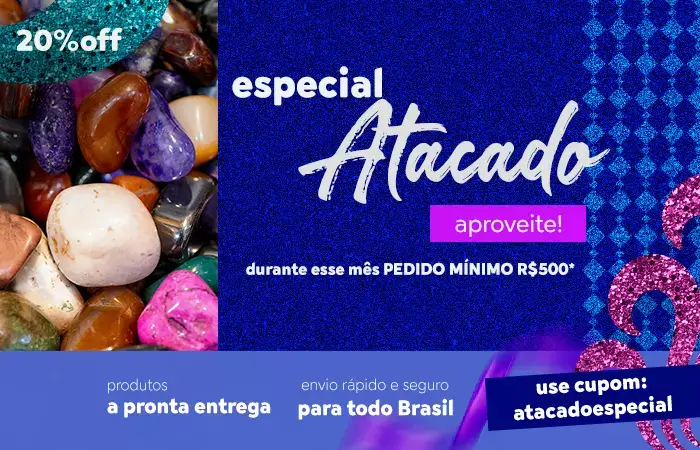 20%off
especial
Atacado
aproveite!
durante esse mês PEDIDO MÍNIMO R$500*
produtos
a pronta entrega
envio rápido e seguro
para todo Brasil
use cupom:
atacadoespecial